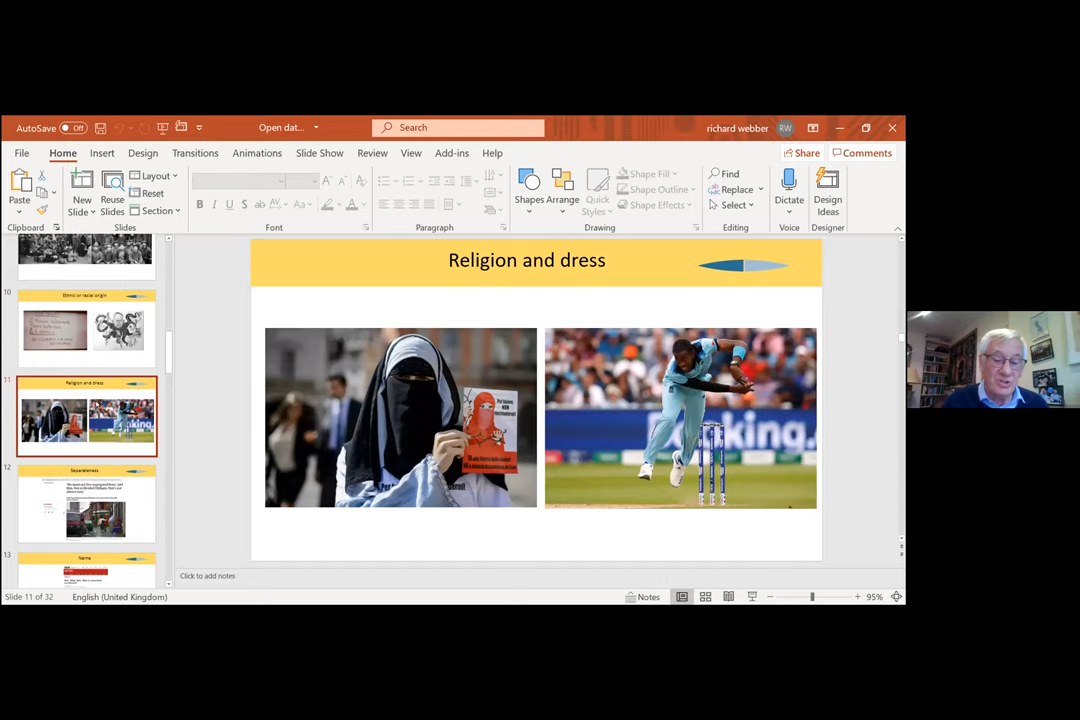 AutoSave Off Open dat... Search richard webber RW
File Home Insert Design Transitions Animations Slide Show Review View Add-ins Help Share Comments
Paste New Slide Reuse Slides Layout Reset Section
B I U S ab AV Aa A A A
Shapes Arrange Quick Styles Shape Fill Shape Outline Shape Effects
Find Replace Select Dictate Design Ideas
Clipboard Slides Font Paragraph Drawing Editing Voice Designer
10
Ethnic or racial origin
11
Religion and dress
12
Separateness
13
Name
Religion and dress
oking.
Click to add notes
Slide 11 of 32 English (United Kingdom) Notes 95%